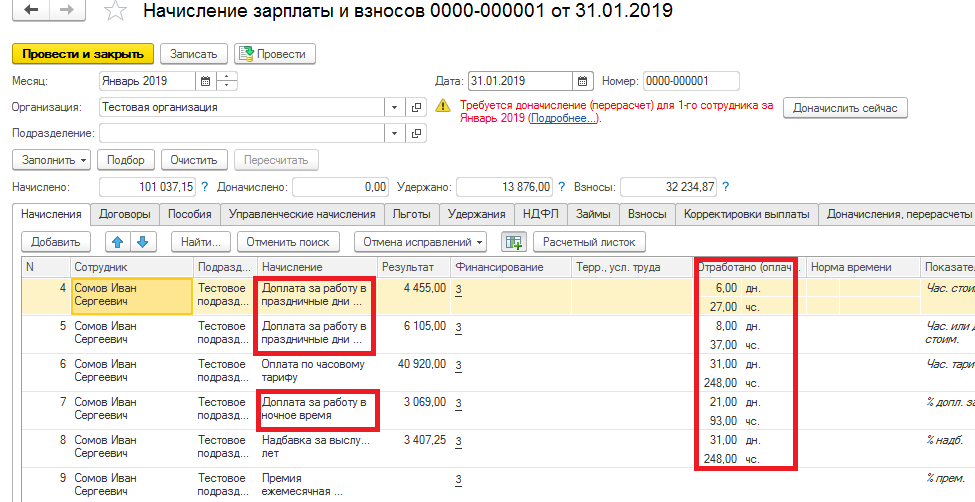 Начисление зарплаты и взносов 0000-000001 от 31.01.2019
Провести и закрыть Записать Провести
Месяц: Январь 2019 Дата: 31.01.2019 Номер: 0000-000001
Организация: Тестовая организация Требуется доначисление (перерасчет) для 1-го сотрудника за Доначислить сейчас
Январь 2019 (Подробнее...).
Подразделение:
Заполнить Подбор Очистить Пересчитать
Начислено: 101 037,15 ? Доначислено: 0,00 Удержано: 13 876,00 ? Взносы: 32 234,87 ?
Начисления Договоры Пособия Управленческие начисления Льготы Удержания НДФЛ Займы Взносы Корректировки выплаты Доначисления, перерасчеты
Добавить Найти... Отменить поиск Отмена исправлений Расчетный листок
N Сотрудник Подразд... Начисление Результат Финансирование Терр., усл. труда Отработано (оплач... Норма времени Показател
4 Сомов Иван Тестовое Доплата за работу в 4 455,00 3 6,00 дн. Час. стоим
Сергеевич подразд... праздничные дни ... 27,00 чс.
5 Сомов Иван Тестовое Доплата за работу в 6 105,00 3 8,00 дн. Час. или д
Сергеевич подразд... праздничные дни ... 37,00 чс. стоим.
6 Сомов Иван Тестовое Оплата по часовому 40 920,00 3 31,00 дн. Час. тари
Сергеевич подразд... тарифу 248,00 чс.
7 Сомов Иван Тестовое Доплата за работу в 3 069,00 3 21,00 дн. % допл. за
Сергеевич подразд... ночное время 93,00 чс.
8 Сомов Иван Тестовое Надбавка за выслу... 3 407,25 3 31,00 дн. % надб.
Сергеевич подразд... лет 248,00 чс.
9 Сомов Иван Тестовое Премия 3 % прем.
Сергеевич подразд... ежемесячная ...